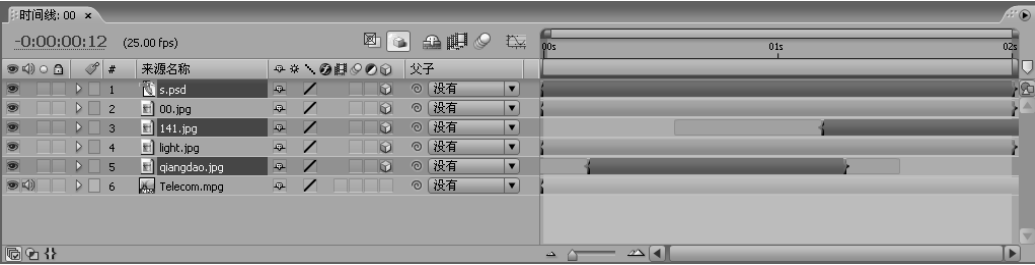 时间线: 00 ×
-0:00:00:12 (25.00 fps)
00s 01s 02s
# 来源名称 父子
1 s.psd 没有
2 00.jpg 没有
3 141.jpg 没有
4 light.jpg 没有
5 qiangdao.jpg 没有
6 Telecom.mpg 没有